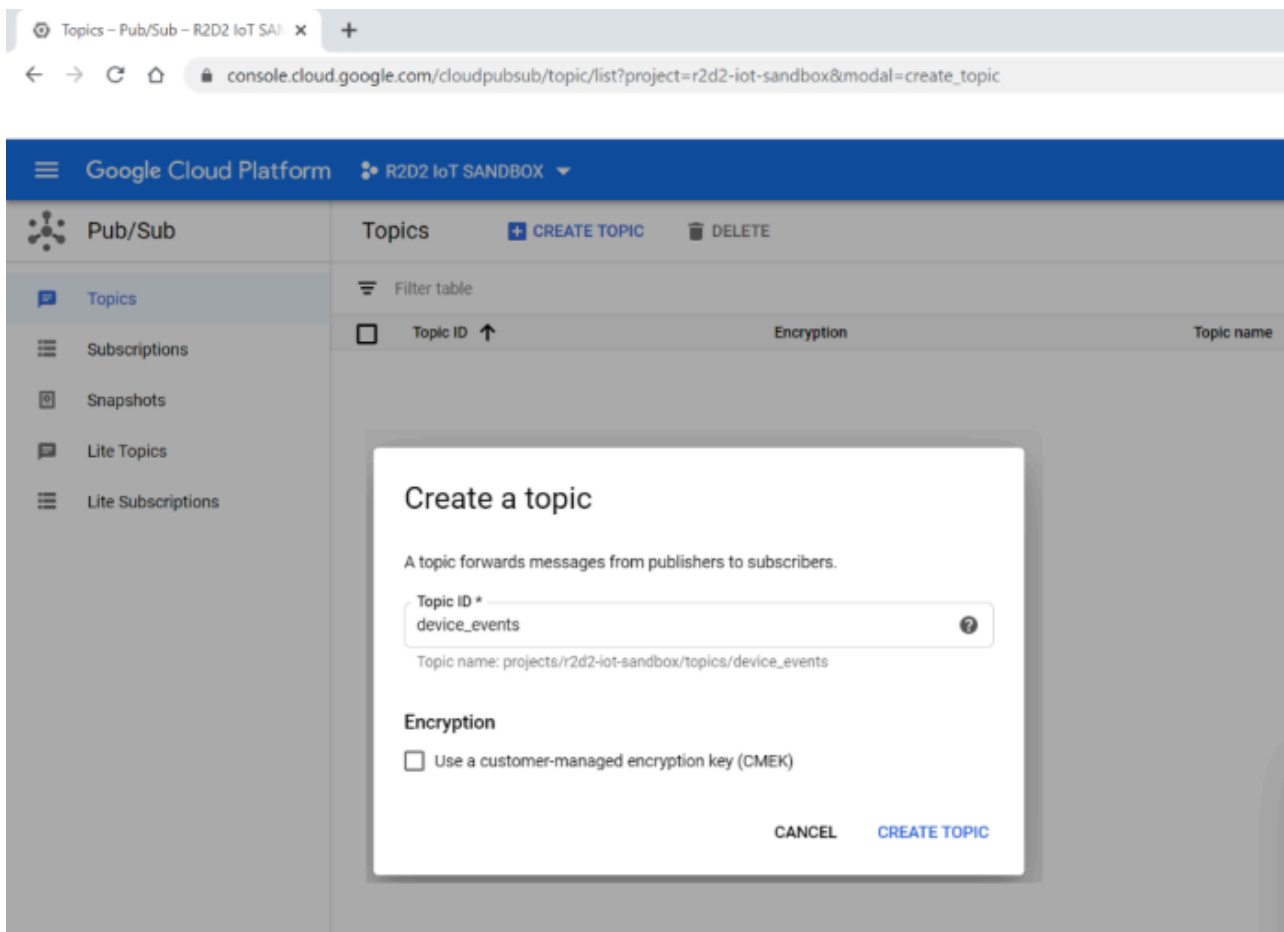 Topics – Pub/Sub – R2D2 IoT SAN
console.cloud.google.com/cloudpubsub/topic/list?project=r2d2-iot-sandbox&modal=create_topic
Google Cloud Platform R2D2 IoT SANDBOX
Pub/Sub
Topics CREATE TOPIC DELETE
Topics
Filter table
Topic ID Encryption Topic name
Subscriptions
Snapshots
Lite Topics
Lite Subscriptions
Create a topic
A topic forwards messages from publishers to subscribers.
Topic ID *
device_events
Topic name: projects/r2d2-iot-sandbox/topics/device_events
Encryption
Use a customer-managed encryption key (CMEK)
CANCEL CREATE TOPIC